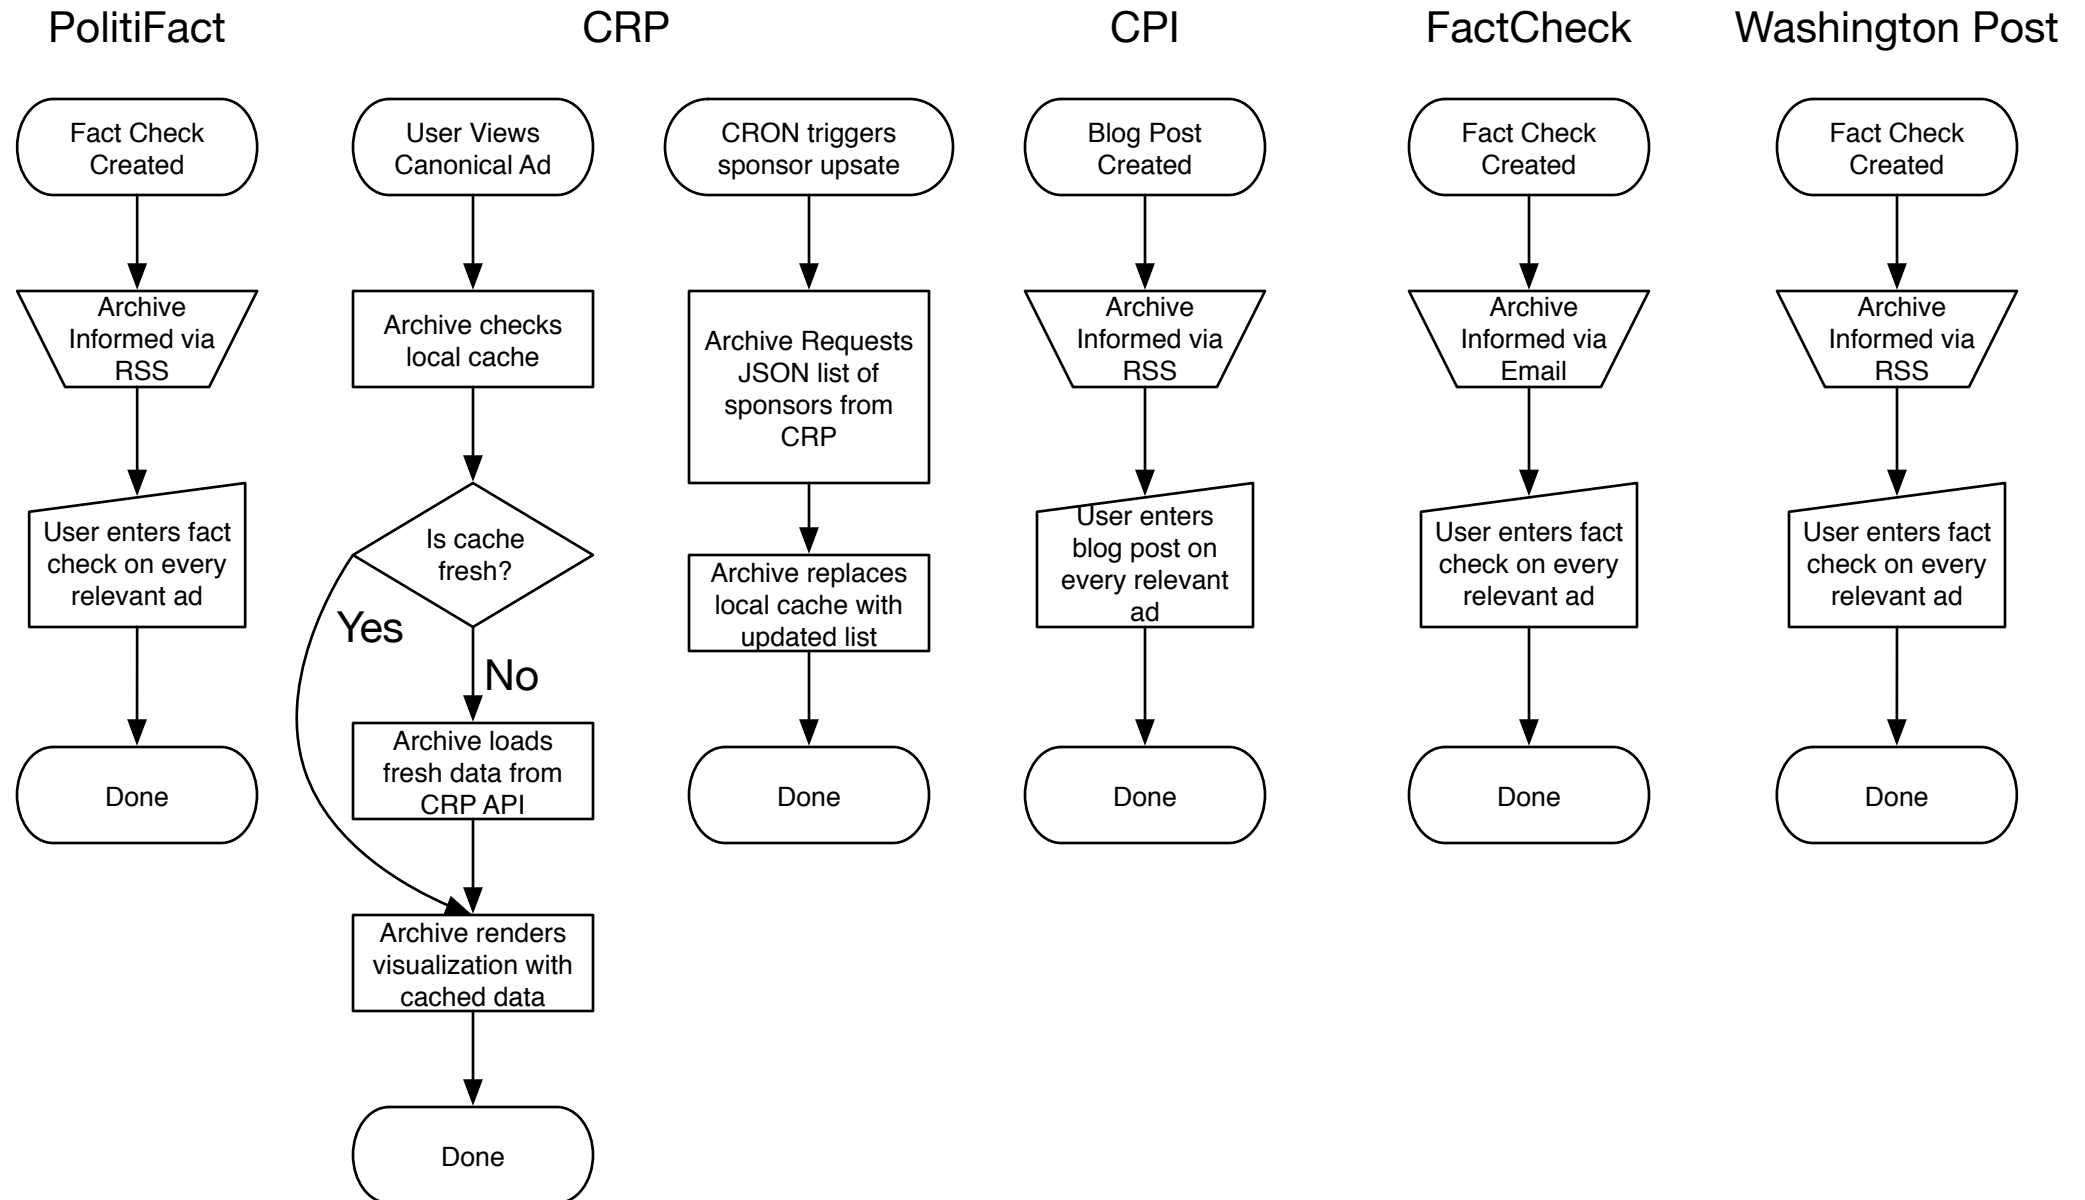 PolitiFact
CRP
CPI
FactCheck
Washington Post
Fact Check
Created
Archive
Informed via
RSS
User enters fact
check on every
relevant ad
Done
User Views
Canonical Ad
Archive checks
local cache
Is cache
fresh?
Yes
No
Archive loads
fresh data from
CRP API
Archive renders
visualization with
cached data
Done
CRON triggers
sponsor upsate
Archive Requests
JSON list of
sponsors from
CRP
Archive replaces
local cache with
updated list
Done
Blog Post
Created
Archive
Informed via
RSS
User enters
blog post on
every relevant
ad
Done
Fact Check
Created
Archive
Informed via
Email
User enters fact
check on every
relevant ad
Done
Fact Check
Created
Archive
Informed via
RSS
User enters fact
check on every
relevant ad
Done